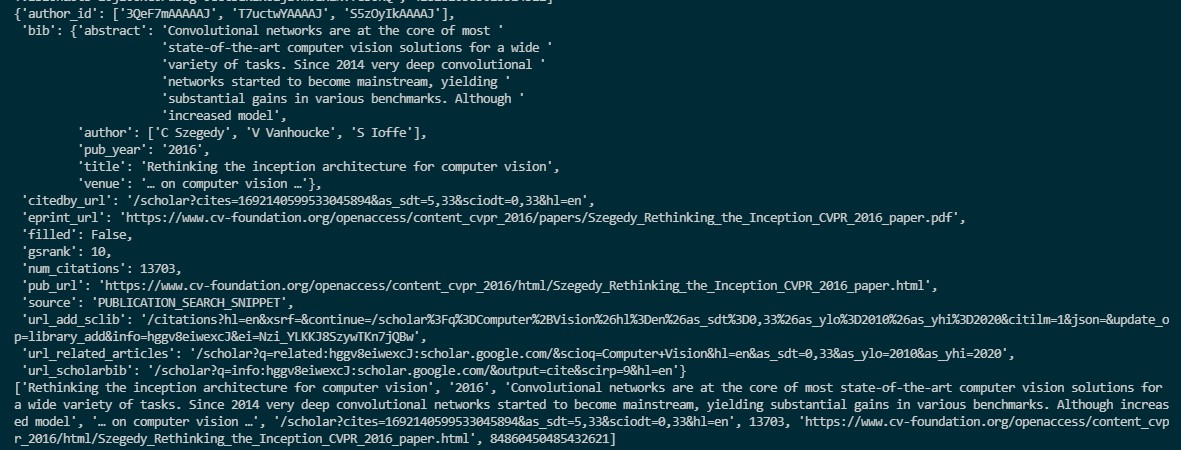 {'author_id': ['3QeF7mAAAAAJ', 'T7uctwYAAAAJ', 'S5zOyIkAAAAJ'],
'bib': {'abstract': 'Convolutional networks are at the core of most '
'state-of-the-art computer vision solutions for a wide '
'variety of tasks. Since 2014 very deep convolutional '
'networks started to become mainstream, yielding '
'substantial gains in various benchmarks. Although '
'increased model',
'author': ['C Szegedy', 'V Vanhoucke', 'S Ioffe'],
'pub_year': '2016',
'title': 'Rethinking the inception architecture for computer vision',
'venue': '… on computer vision …'},
'citedby_url': '/scholar?cites=1692140599533045894&as_sdt=5,33&sciodt=0,33&hl=en',
'eprint_url': 'https://www.cv-foundation.org/openaccess/content_cvpr_2016/papers/Szegedy_Rethinking_the_Inception_CVPR_2016_paper.pdf',
'filled': False,
'gsrank': 10,
'num_citations': 13703,
'pub_url': 'https://www.cv-foundation.org/openaccess/content_cvpr_2016/html/Szegedy_Rethinking_the_Inception_CVPR_2016_paper.html',
'source': 'PUBLICATION_SEARCH_SNIPPET',
'url_add_sclib': '/citations?hl=en&xsrf=&continue=/scholar%3Fq%3DComputer%2BVision%26hl%3Den%26as_sdt%3D0,33%26as_ylo%3D2010%26as_yhi%3D2020&citilm=1&json=&update_o
p=library_add&info=hggv8eiwexcJ&ei=Nzi_YLKKJ8SzywTKn7jQBw',
'url_related_articles': '/scholar?q=related:hggv8eiwexcJ:scholar.google.com/&scioq=Computer+Vision&hl=en&as_sdt=0,33&as_ylo=2010&as_yhi=2020',
'url_scholarbib': '/scholar?q=info:hggv8eiwexcJ:scholar.google.com/&output=cite&scirp=9&hl=en'}
['Rethinking the inception architecture for computer vision', '2016', 'Convolutional networks are at the core of most state-of-the-art computer vision solutions for
a wide variety of tasks. Since 2014 very deep convolutional networks started to become mainstream, yielding substantial gains in various benchmarks. Although increas
ed model', '… on computer vision …', '/scholar?cites=1692140599533045894&as_sdt=5,33&sciodt=0,33&hl=en', 13703, 'https://www.cv-foundation.org/openaccess/content_cvp
r_2016/html/Szegedy_Rethinking_the_Inception_CVPR_2016_paper.html', 84860450485432621]